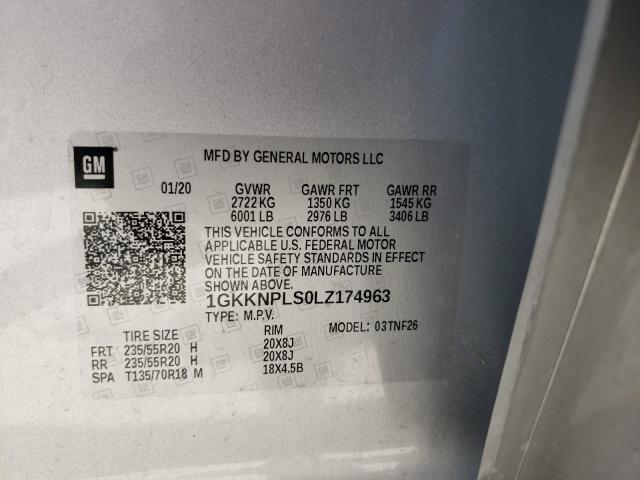 GM
MFD BY GENERAL MOTORS LLC
01/20 GVWR GAWR FRT GAWR RR
2722 KG 1350 KG 1545 KG
6001 LB 2976 LB 3406 LB
THIS VEHICLE CONFORMS TO ALL
APPLICABLE U.S. FEDERAL MOTOR
VEHICLE SAFETY STANDARDS IN EFFECT
ON THE DATE OF MANUFACTURE
SHOWN ABOVE.
1GKKNPLS0LZ174963
TYPE: M.P.V. MODEL: 03TNF26
TIRE SIZE RIM
FRT 235/55R20 H 20X8J
RR 235/55R20 H 20X8J
SPA T135/70R18 M 18X4.5B